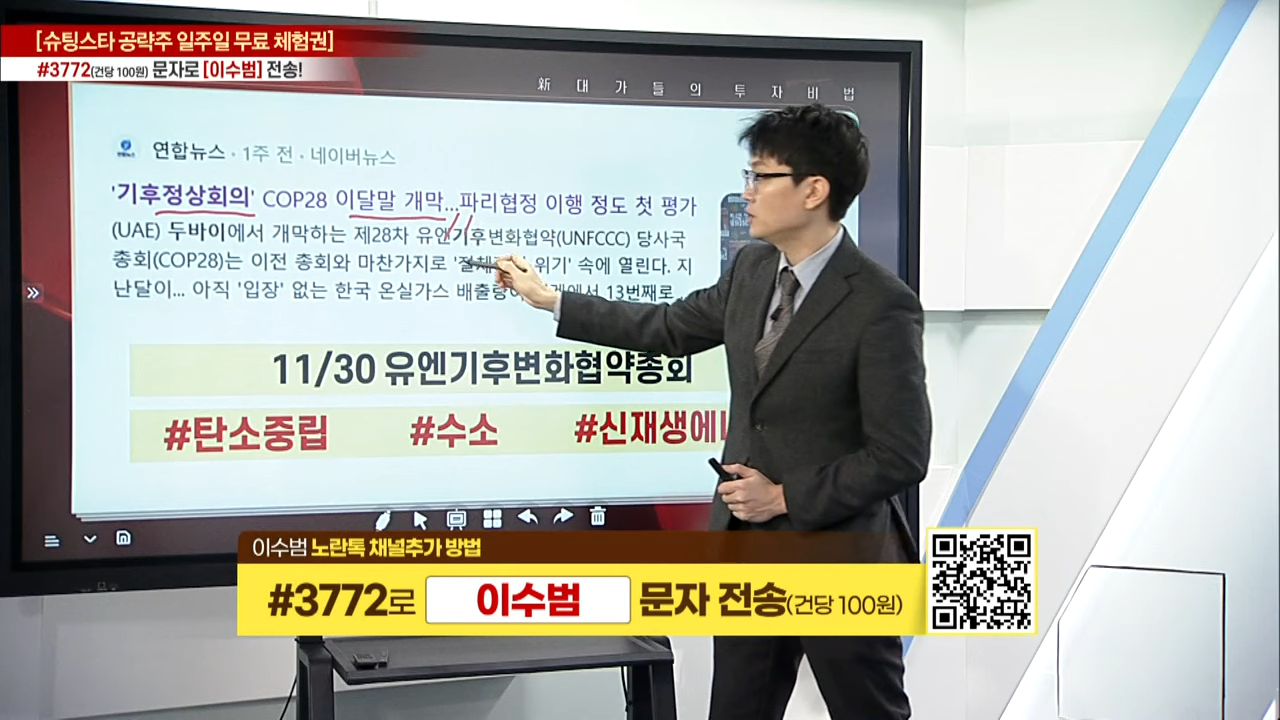 [슈팅스타 공략주 일주일 무료 체험권]
#3772(건당 100원) 문자로 [이수범] 전송!
新 대가들의 투자비법
연합뉴스 · 1주 전 · 네이버뉴스
'기후정상회의' COP28 이달말 개막...파리협정 이행 정도 첫 평가
(UAE) 두바이에서 개막하는 제28차 유엔기후변화협약(UNFCCC) 당사국
총회(COP28)는 이전 총회와 마찬가지로 위기' 속에 열린다. 지
난달이... 아직 '입장' 없는 한국 온실가스 배출량이 13번째로
11/30 유엔기후변화협약총회
#탄소중립 #수소 #신재생에너
이수범 노란톡 채널추가 방법
#3772로 이수범 문자 전송(건당 100원)